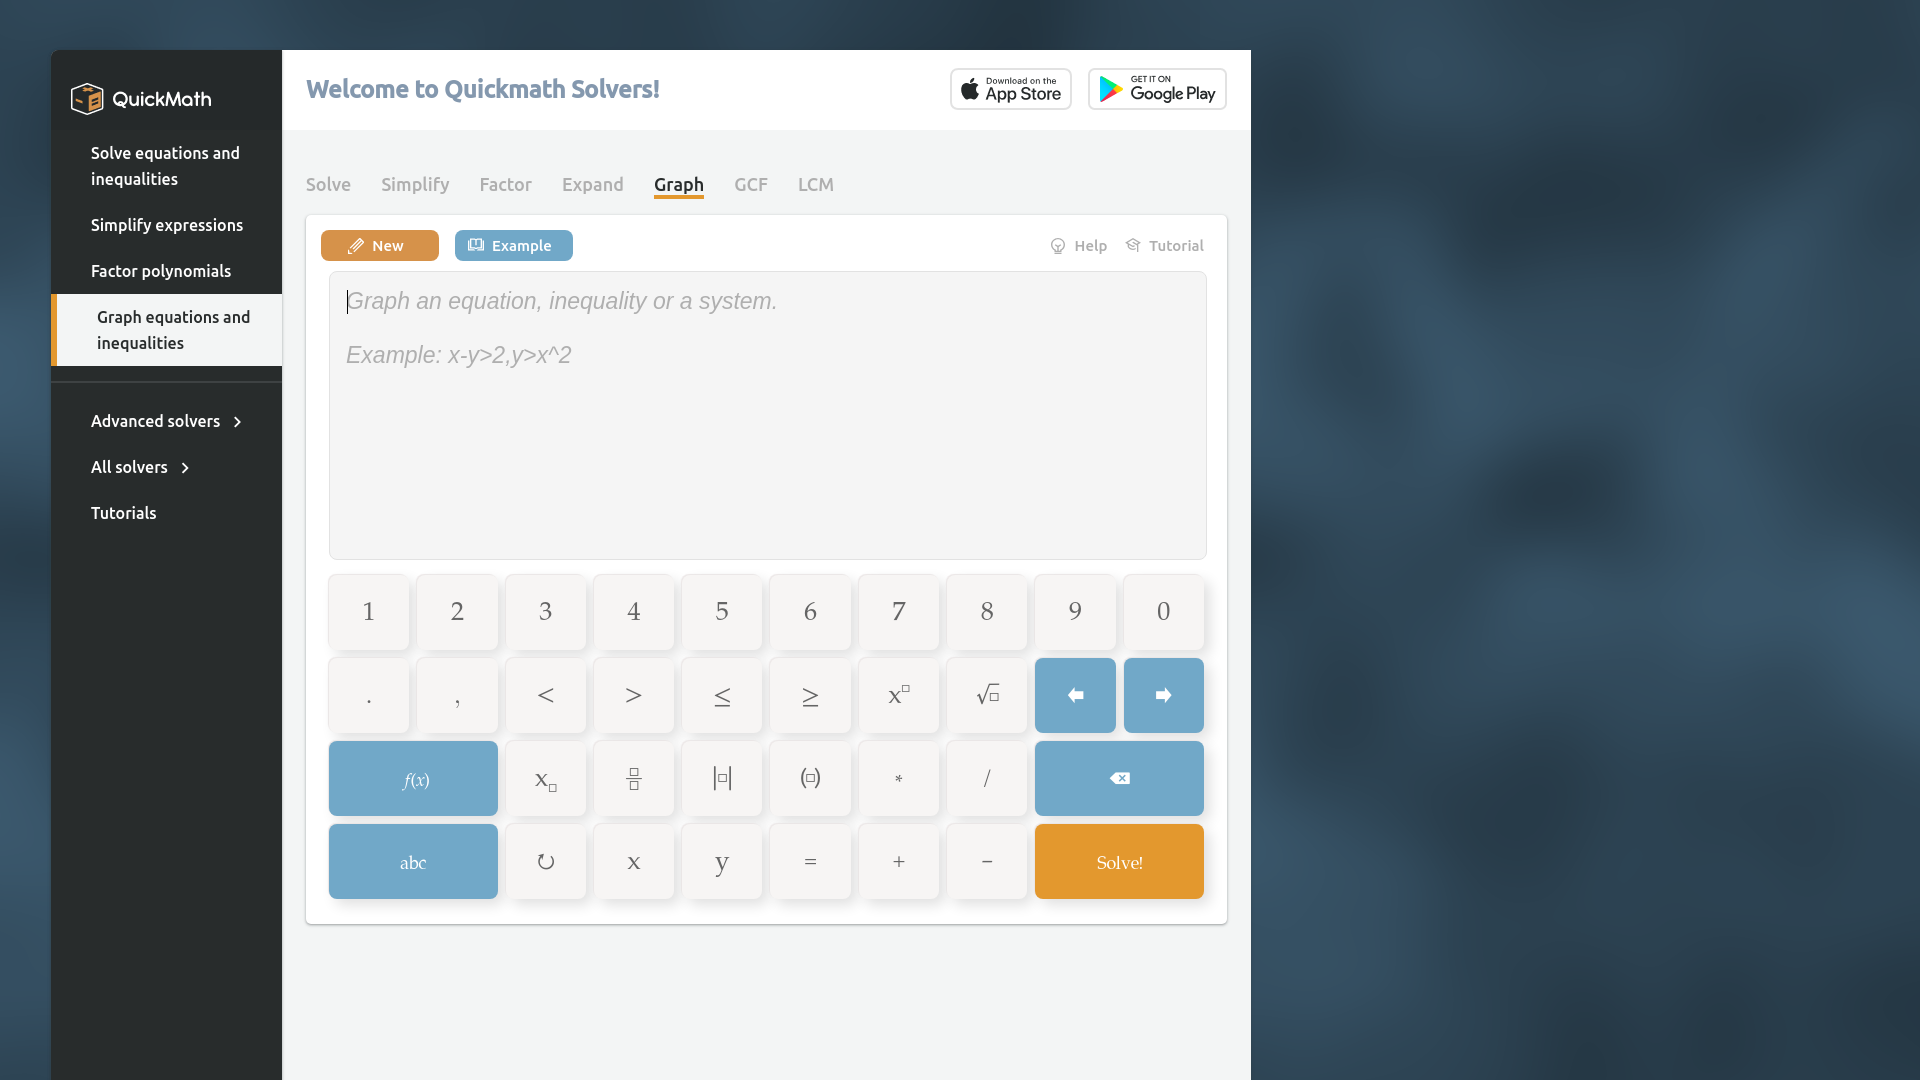 QuickMath
Solve equations and
inequalities
Simplify expressions
Factor polynomials
Graph equations and
inequalities
Advanced solvers
All solvers
Tutorials
Welcome to Quickmath Solvers!
Download on the
App Store
GET IT ON
Google Play
Solve Simplify Factor Expand Graph GCF LCM
New Example Help Tutorial
Graph an equation, inequality or a system.
Example: x-y>2,y>x^2
1 2 3 4 5 6 7 8 9 0
. , < > ≤ ≥ x□ √□
f(x) x□ □/□ |□| (□) * /
abc ↻ x y = + − Solve!